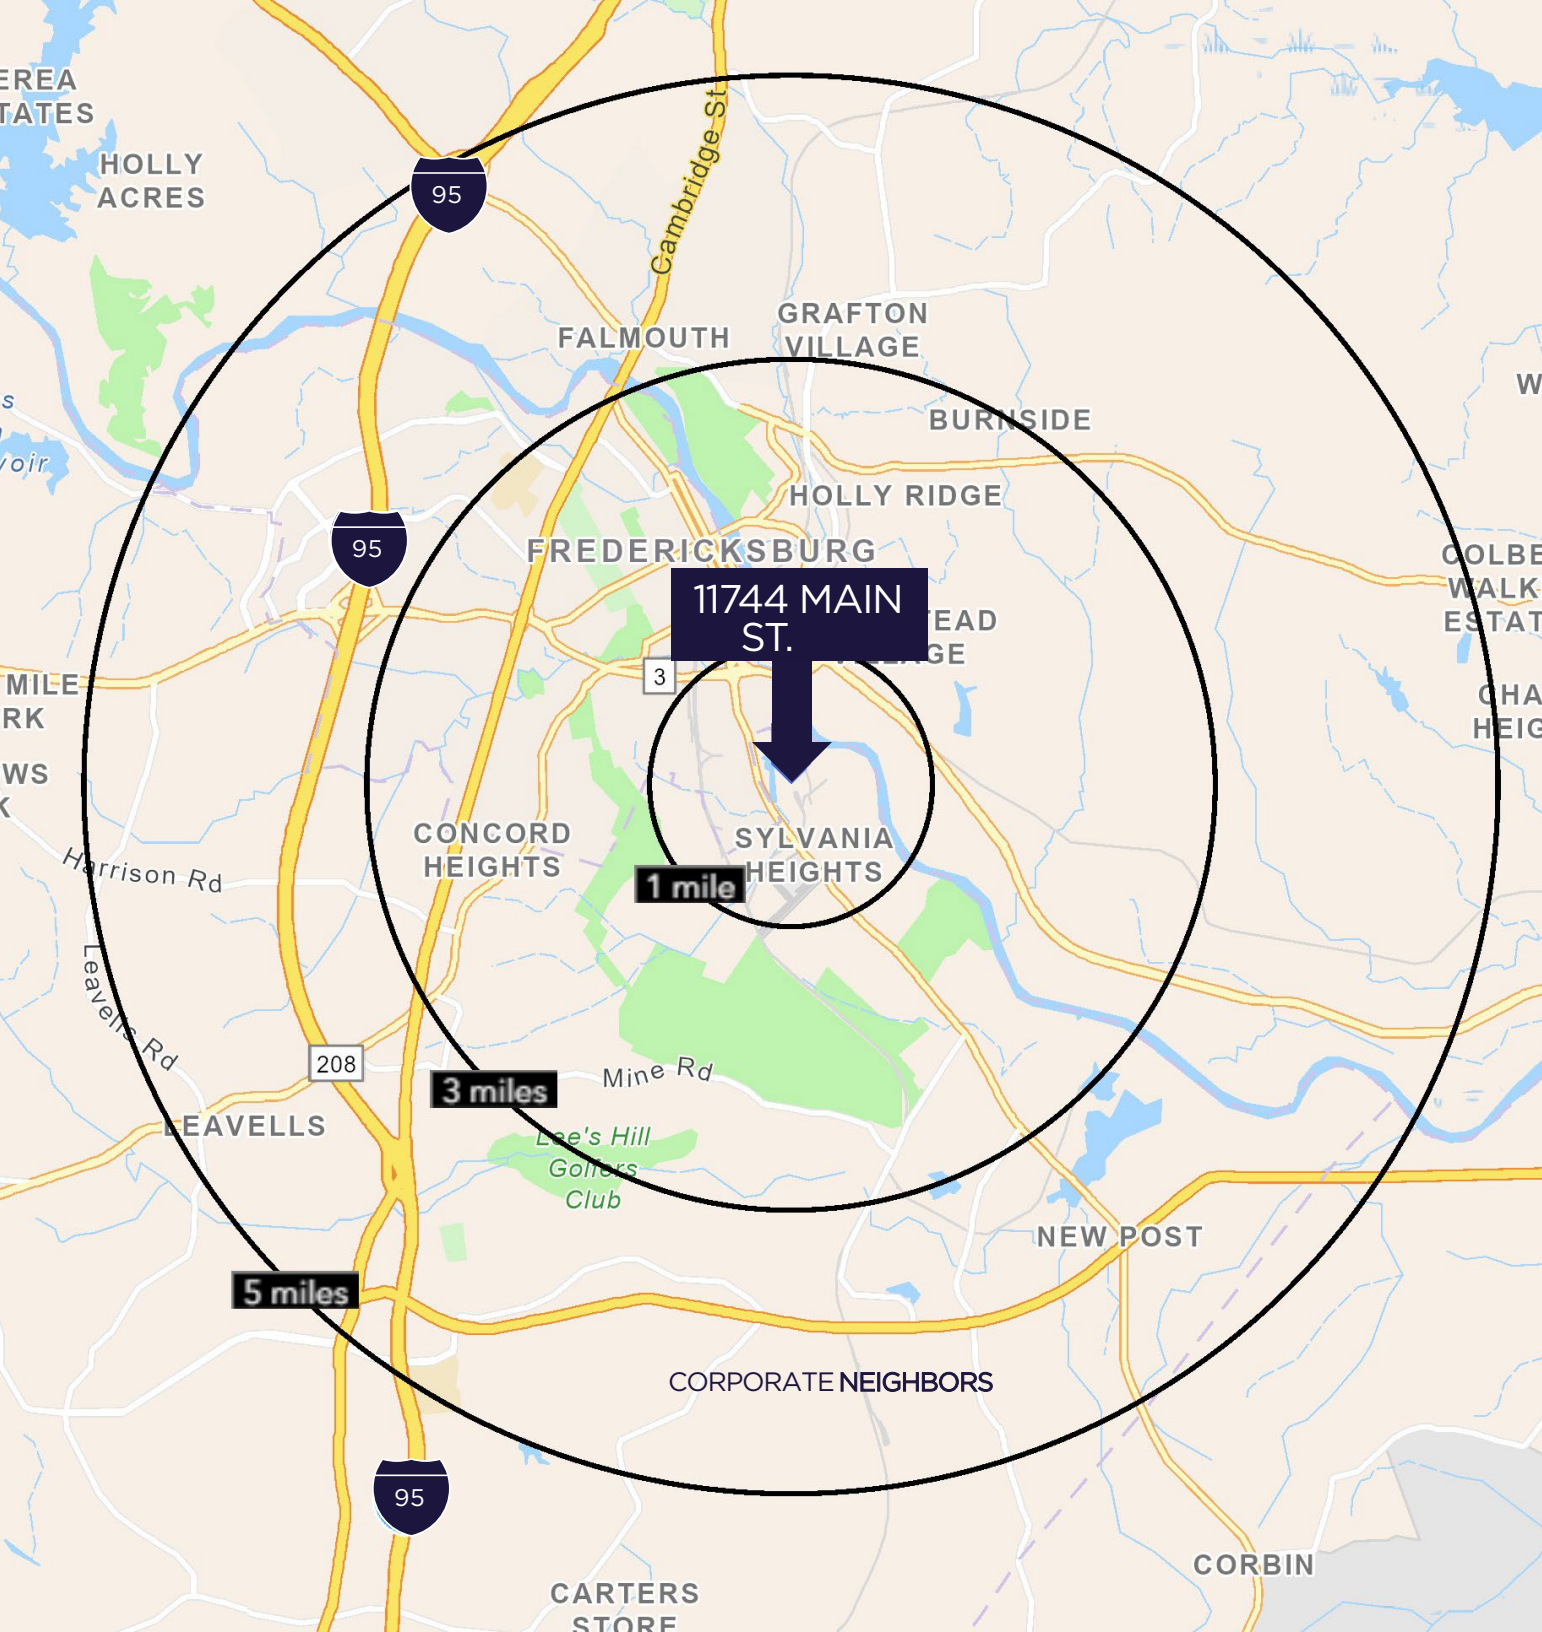 EREA
TATES
HOLLY
ACRES
95
Cambridge St
FALMOUTH
GRAFTON
VILLAGE
BURNSIDE
HOLLY RIDGE
95
FREDERICKSBURG
11744 MAIN
ST.
TEAD
VILLAGE
3
COLBE
WALK
ESTAT
W
s
voir
MILE
RK
WS
K
CHA
HEIG
CONCORD
HEIGHTS
SYLVANIA
HEIGHTS
1 mile
Harrison Rd
Leavells Rd
208
3 miles
Mine Rd
LEAVELLS
Lee's Hill
Golfers
Club
NEW POST
5 miles
CORPORATE NEIGHBORS
95
CORBIN
CARTERS
STORE